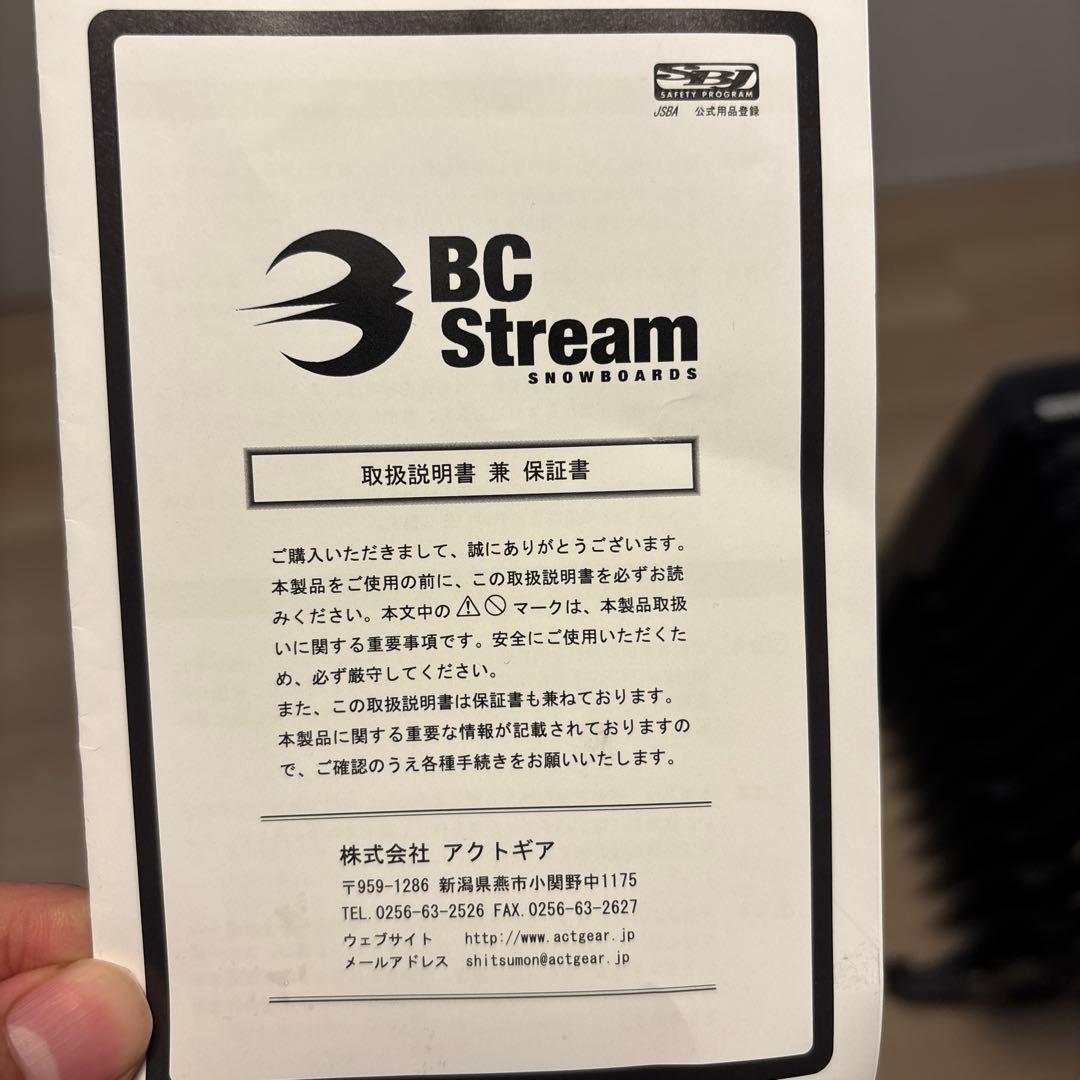 SBJ
SAFETY PROGRAM
JSBA 公式用品登録
BC
Stream
SNOWBOARDS
取扱説明書 兼 保証書
ご購入いただきまして、誠にありがとうございます。
本製品をご使用の前に、この取扱説明書を必ずお読
みください。本文中の マークは、本製品取扱
いに関する重要事項です。安全にご使用いただくた
め、必ず厳守してください。
また、この取扱説明書は保証書も兼ねております。
本製品に関する重要な情報が記載されておりますの
で、ご確認のうえ各種手続きをお願いいたします。
株式会社 アクトギア
〒959-1286 新潟県燕市小関野中1175
TEL.0256-63-2526 FAX.0256-63-2627
ウェブサイト http://www.actgear.jp
メールアドレス shitsumon@actgear.jp